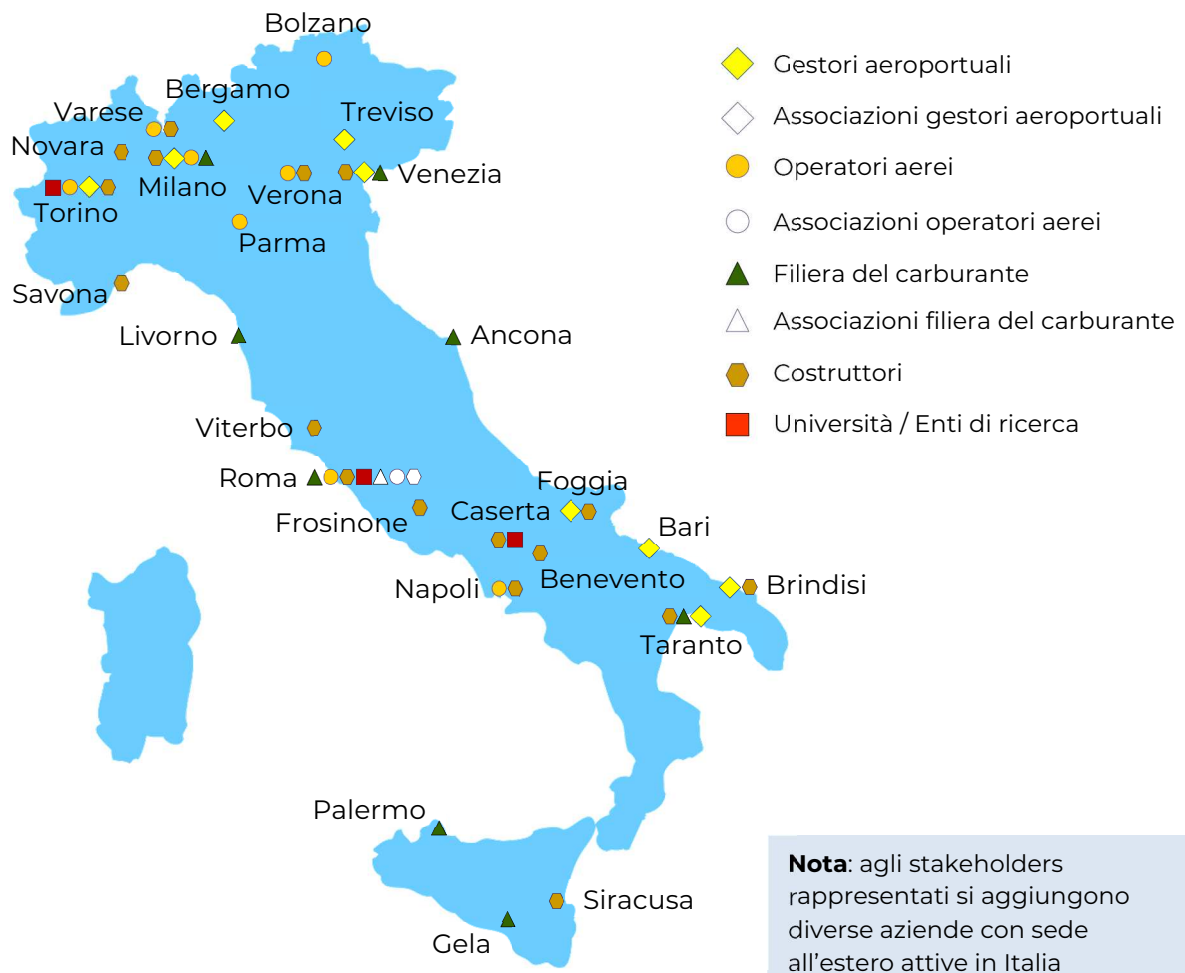 Bolzano
Bergamo
Treviso
Varese
Novara
Milano
Verona
Venezia
Torino
Parma
Savona
Livorno
Ancona
Viterbo
Roma
Frosinone
Foggia
Caserta
Bari
Benevento
Napoli
Brindisi
Taranto
Palermo
Siracusa
Gela
Gestori aeroportuali
Associazioni gestori aeroportuali
Operatori aerei
Associazioni operatori aerei
Filiera del carburante
Associazioni filiera del carburante
Costruttori
Università / Enti di ricerca
Nota: agli stakeholders
rappresentati si aggiungono
diverse aziende con sede
all'estero attive in Italia